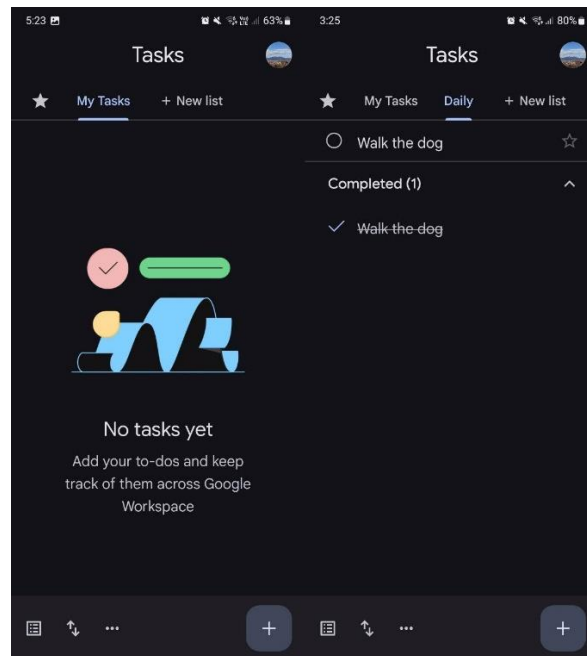 5:23
63%
Tasks
My Tasks
+ New list
No tasks yet
Add your to-dos and keep
track of them across Google
Workspace
3:25
80%
Tasks
My Tasks
Daily
+ New list
Walk the dog
Completed (1)
Walk the dog